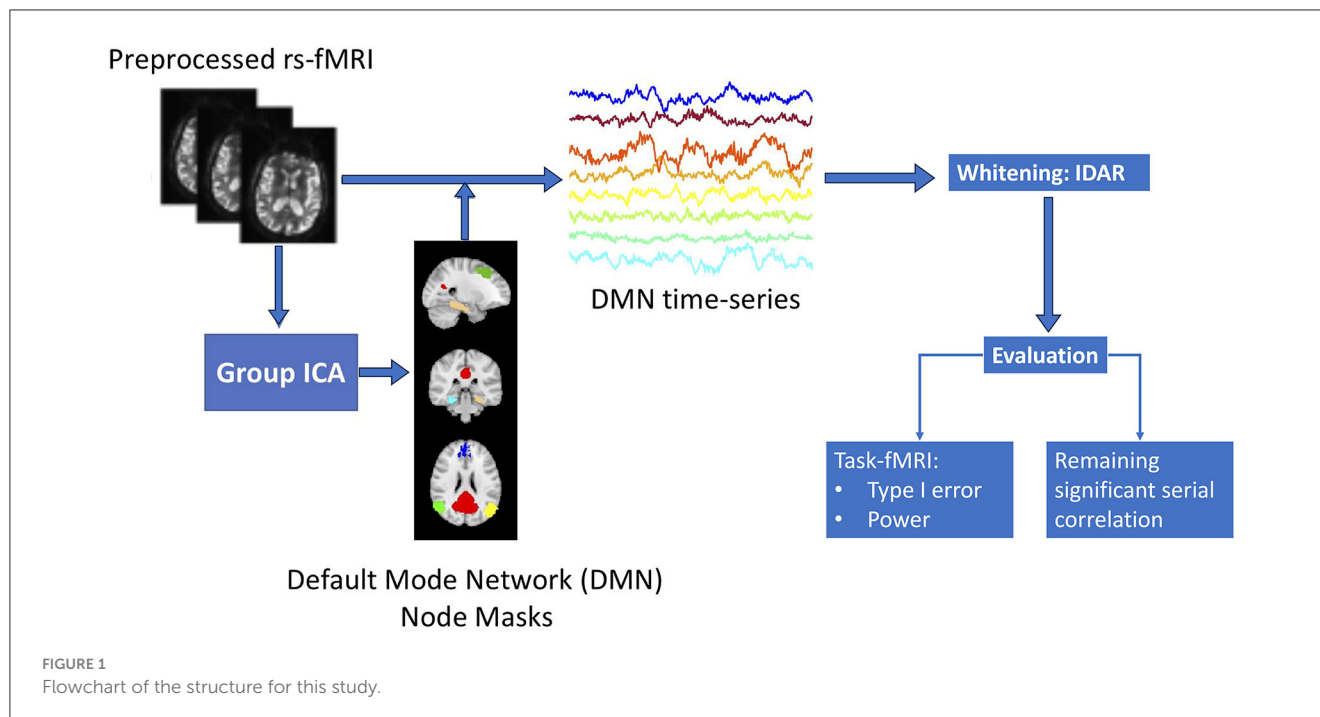 Preprocessed rs-fMRI
Group ICA
Default Mode Network (DMN)
Node Masks
DMN time-series
Whitening: IDAR
Evaluation
Task-fMRI:
• Type I error
• Power
Remaining
significant serial
correlation
FIGURE 1
Flowchart of the structure for this study.